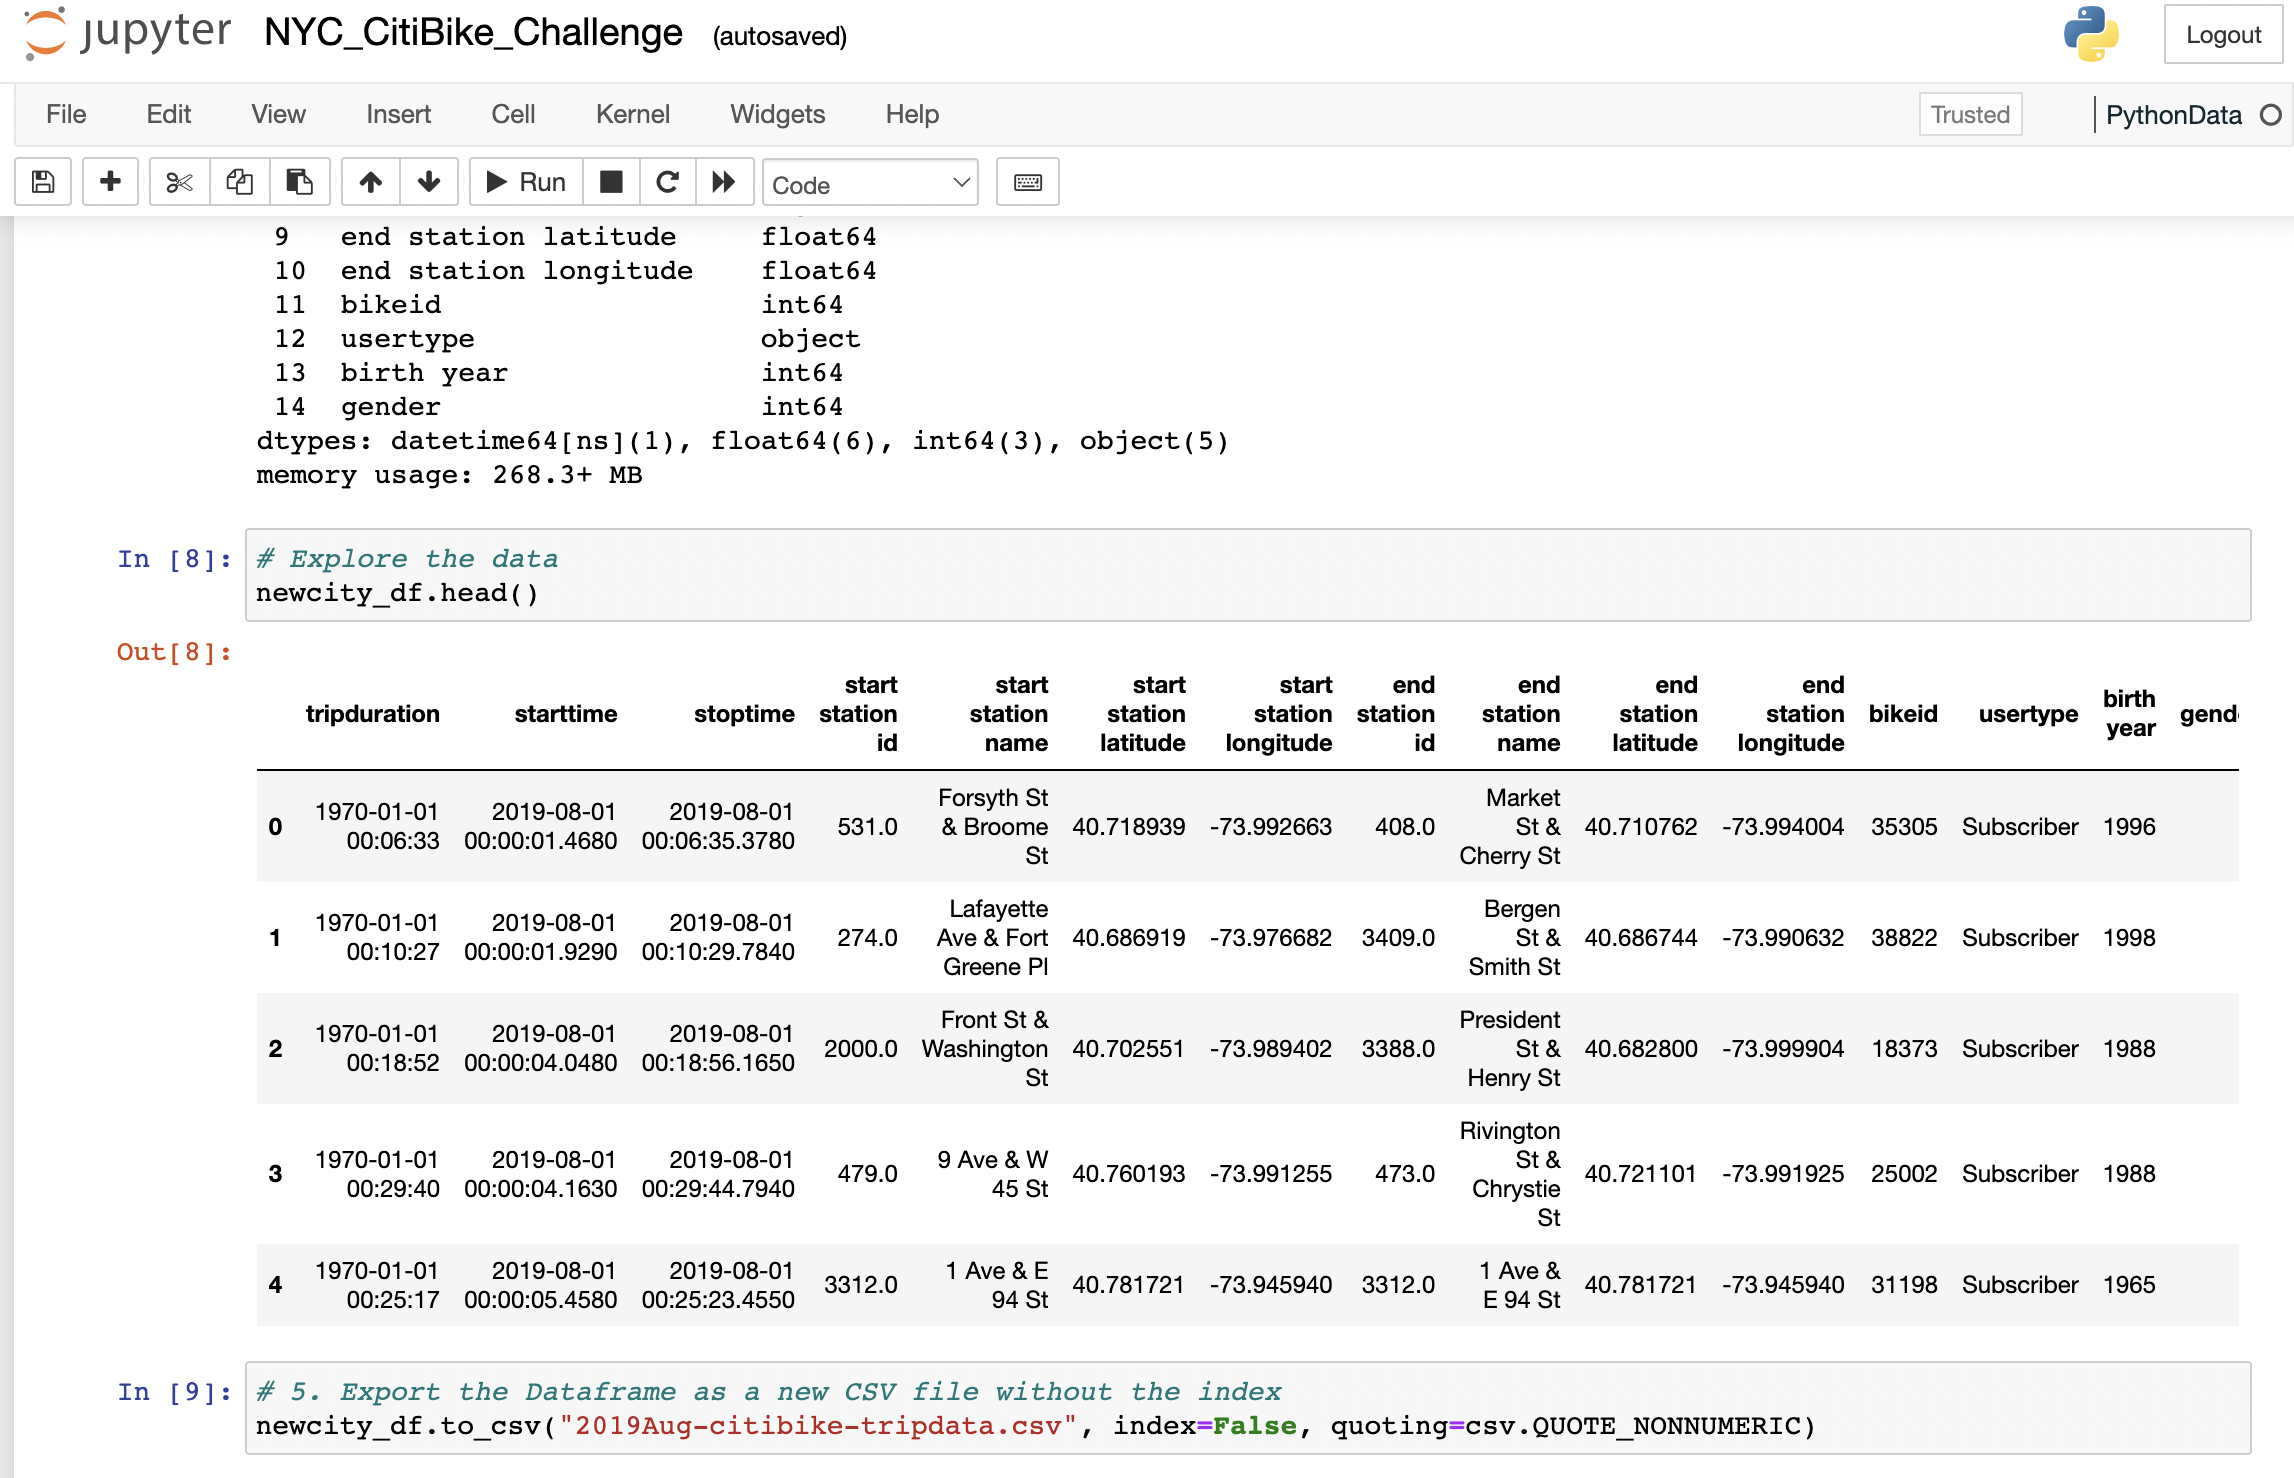 jupyter NYC_CitiBike_Challenge (autosaved) Logout
File Edit View Insert Cell Kernel Widgets Help Trusted PythonData
Run Code
9 end station latitude float64
10 end station longitude float64
11 bikeid int64
12 usertype object
13 birth year int64
14 gender int64
dtypes: datetime64[ns](1), float64(6), int64(3), object(5)
memory usage: 268.3+ MB
In [8]: # Explore the data
newcity_df.head()
Out[8]:
start start start start end end end end
birth
tripduration starttime stoptime station station station station station station station station bikeid usertype gend
year
id name latitude longitude id name latitude longitude
Forsyth St Market
1970-01-01 2019-08-01 2019-08-01
0 531.0 & Broome 40.718939 -73.992663 408.0 St & 40.710762 -73.994004 35305 Subscriber 1996
00:06:33 00:00:01.4680 00:06:35.3780
St Cherry St
Lafayette Bergen
1970-01-01 2019-08-01 2019-08-01
1 274.0 Ave & Fort 40.686919 -73.976682 3409.0 St & 40.686744 -73.990632 38822 Subscriber 1998
00:10:27 00:00:01.9290 00:10:29.7840
Greene Pl Smith St
Front St & President
1970-01-01 2019-08-01 2019-08-01
2 2000.0 Washington 40.702551 -73.989402 3388.0 St & 40.682800 -73.999904 18373 Subscriber 1988
00:18:52 00:00:04.0480 00:18:56.1650
St Henry St
Rivington
1970-01-01 2019-08-01 2019-08-01 9 Ave & W St &
3 479.0 40.760193 -73.991255 473.0 40.721101 -73.991925 25002 Subscriber 1988
00:29:40 00:00:04.1630 00:29:44.7940 45 St Chrystie
St
1970-01-01 2019-08-01 2019-08-01 1 Ave & E 1 Ave &
4 3312.0 40.781721 -73.945940 3312.0 40.781721 -73.945940 31198 Subscriber 1965
00:25:17 00:00:05.4580 00:25:23.4550 94 St E 94 St
In [9]: # 5. Export the Dataframe as a new CSV file without the index
newcity_df.to_csv("2019Aug-citibike-tripdata.csv", index=False, quoting=csv.QUOTE_NONNUMERIC)